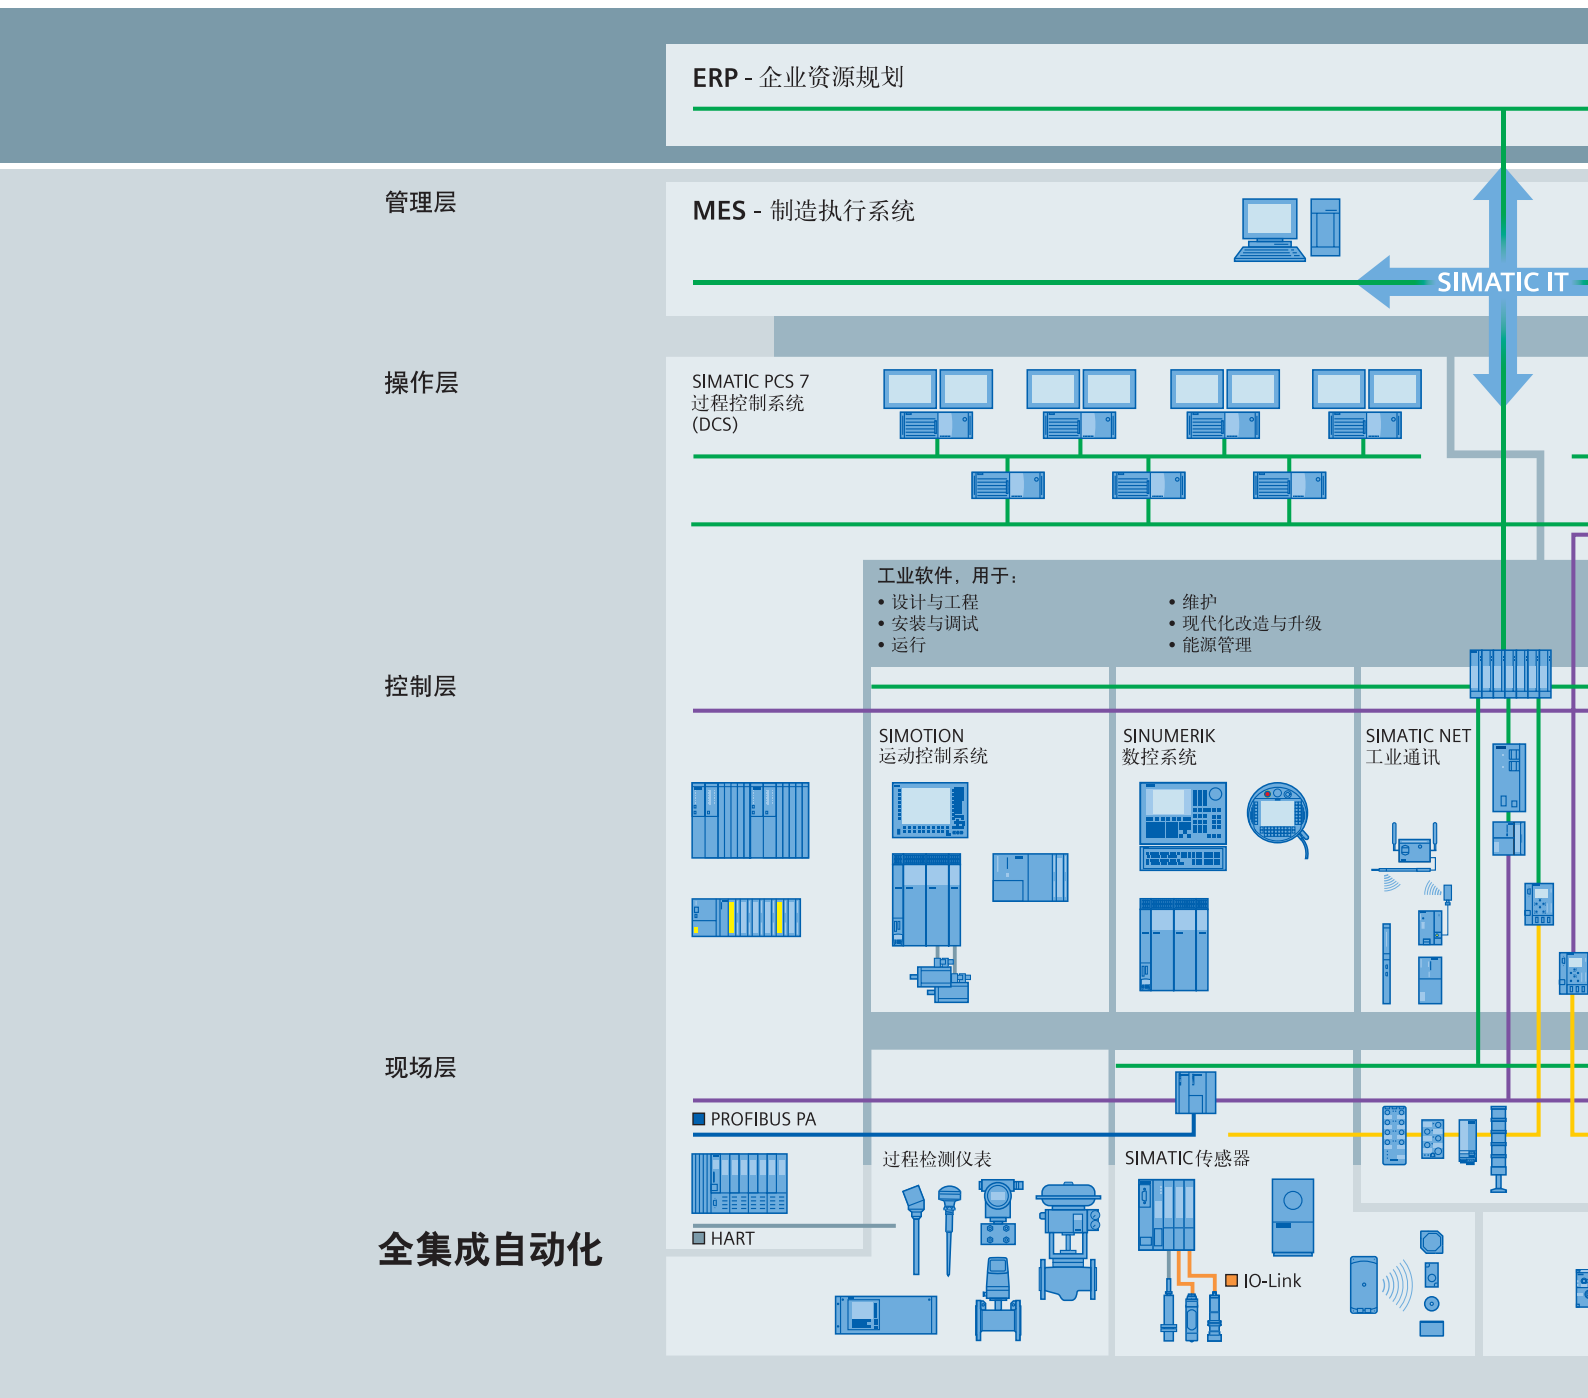 ERP - 企业资源规划
管理层
MES - 制造执行系统
SIMATIC IT
操作层
SIMATIC PCS 7
过程控制系统
(DCS)
工业软件，用于：
• 设计与工程
• 安装与调试
• 运行
• 维护
• 现代化改造与升级
• 能源管理
控制层
SIMOTION
运动控制系统
SINUMERIK
数控系统
SIMATIC NET
工业通讯
现场层
PROFIBUS PA
过程检测仪表
SIMATIC传感器
HART
全集成自动化
IO-Link